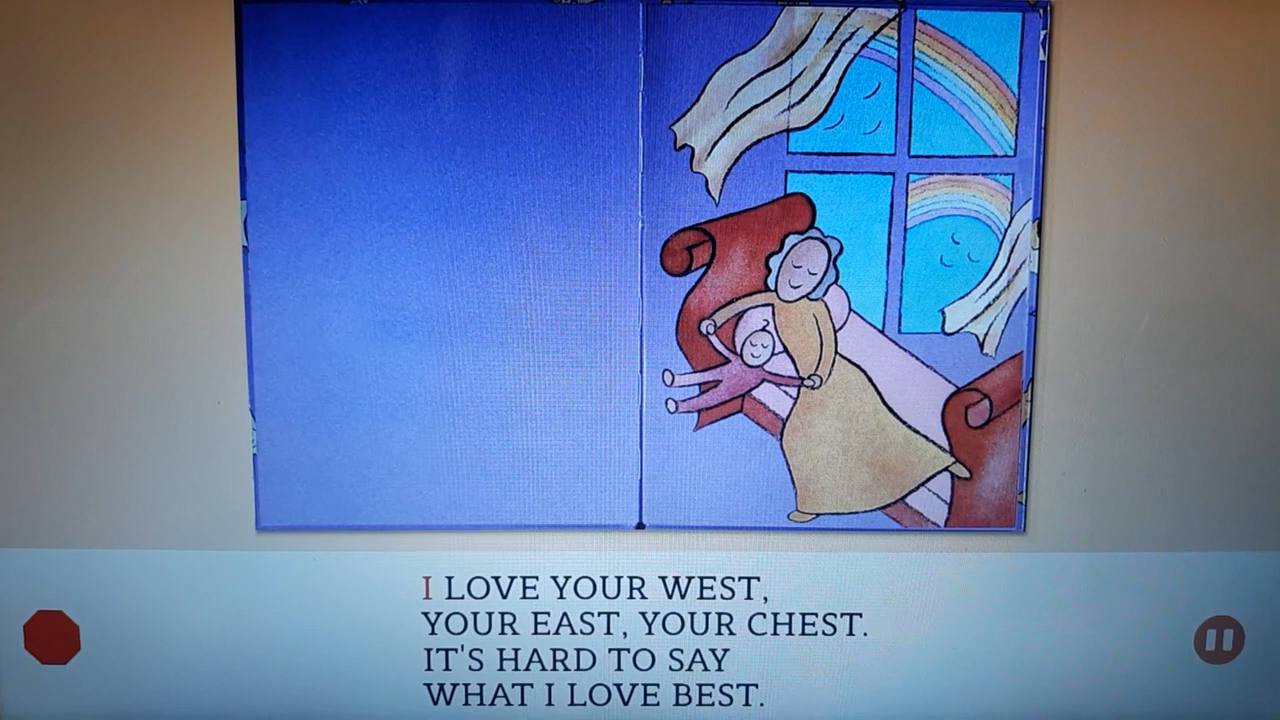 I LOVE YOUR WEST,
YOUR EAST, YOUR CHEST.
IT'S HARD TO SAY
WHAT I LOVE BEST.